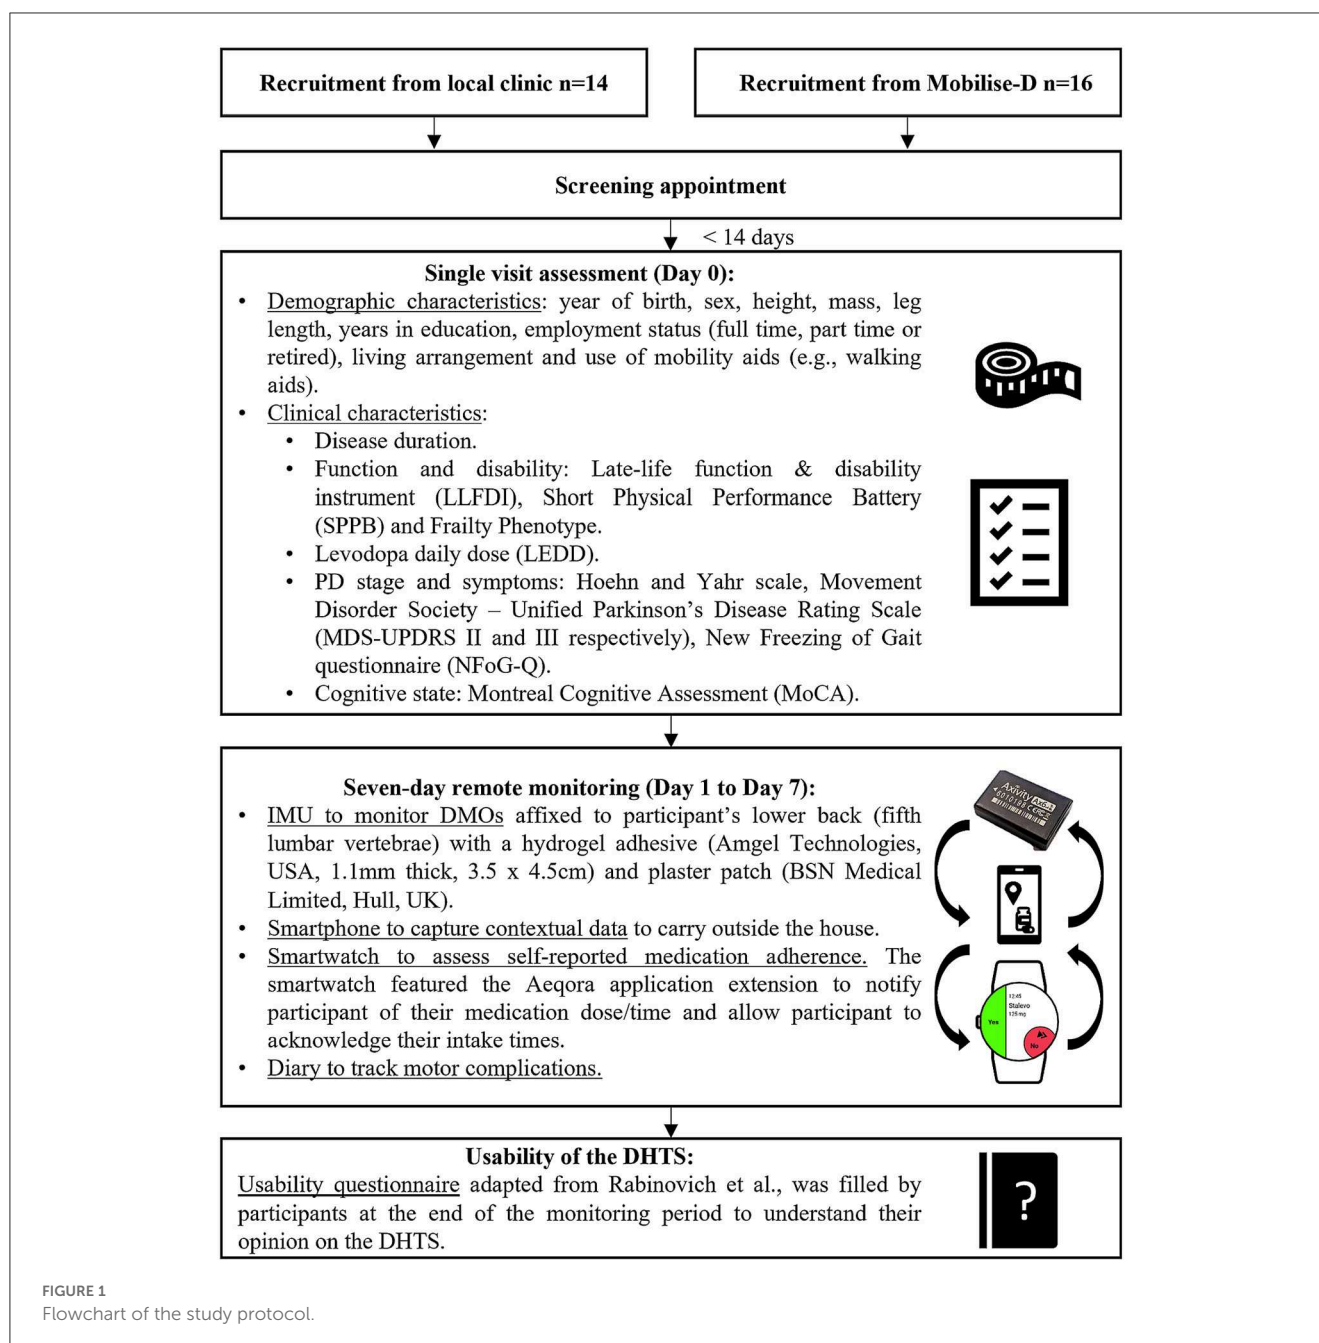 Recruitment from local clinic n=14
Recruitment from Mobilise-D n=16
Screening appointment
< 14 days
Single visit assessment (Day 0):
• Demographic characteristics: year of birth, sex, height, mass, leg
length, years in education, employment status (full time, part time or
retired), living arrangement and use of mobility aids (e.g., walking
aids).
• Clinical characteristics:
• Disease duration.
• Function and disability: Late-life function & disability
instrument (LLFDI), Short Physical Performance Battery
(SPPB) and Frailty Phenotype.
• Levodopa daily dose (LEDD).
• PD stage and symptoms: Hoehn and Yahr scale, Movement
Disorder Society – Unified Parkinson’s Disease Rating Scale
(MDS-UPDRS II and III respectively), New Freezing of Gait
questionnaire (NFoG-Q).
• Cognitive state: Montreal Cognitive Assessment (MoCA).
Seven-day remote monitoring (Day 1 to Day 7):
• IMU to monitor DMOs affixed to participant’s lower back (fifth
lumbar vertebrae) with a hydrogel adhesive (Amgel Technologies,
USA, 1.1mm thick, 3.5 x 4.5cm) and plaster patch (BSN Medical
Limited, Hull, UK).
• Smartphone to capture contextual data to carry outside the house.
• Smartwatch to assess self-reported medication adherence. The
smartwatch featured the Aeqora application extension to notify
participant of their medication dose/time and allow participant to
acknowledge their intake times.
• Diary to track motor complications.
Axivity
12:45
Stalevo
125 mg
Yes
No
Usability of the DHTS:
Usability questionnaire adapted from Rabinovich et al., was filled by
participants at the end of the monitoring period to understand their
opinion on the DHTS.
?
FIGURE 1
Flowchart of the study protocol.